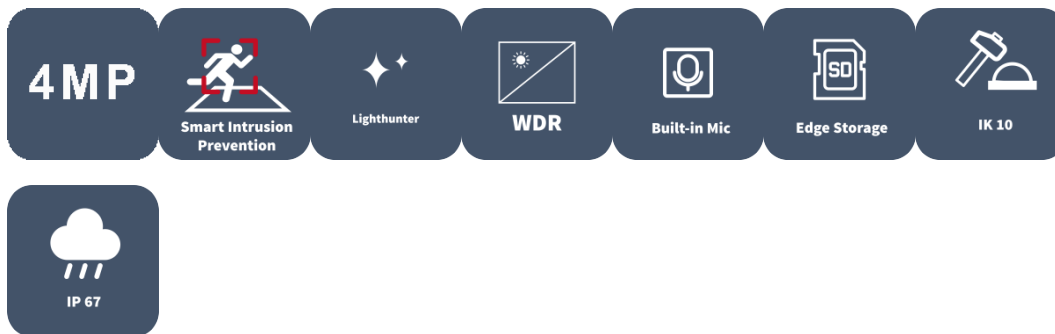 4MP
Smart Intrusion
Prevention
Lighthunter
WDR
Built-in Mic
SD
Edge Storage
IK 10
IP 67